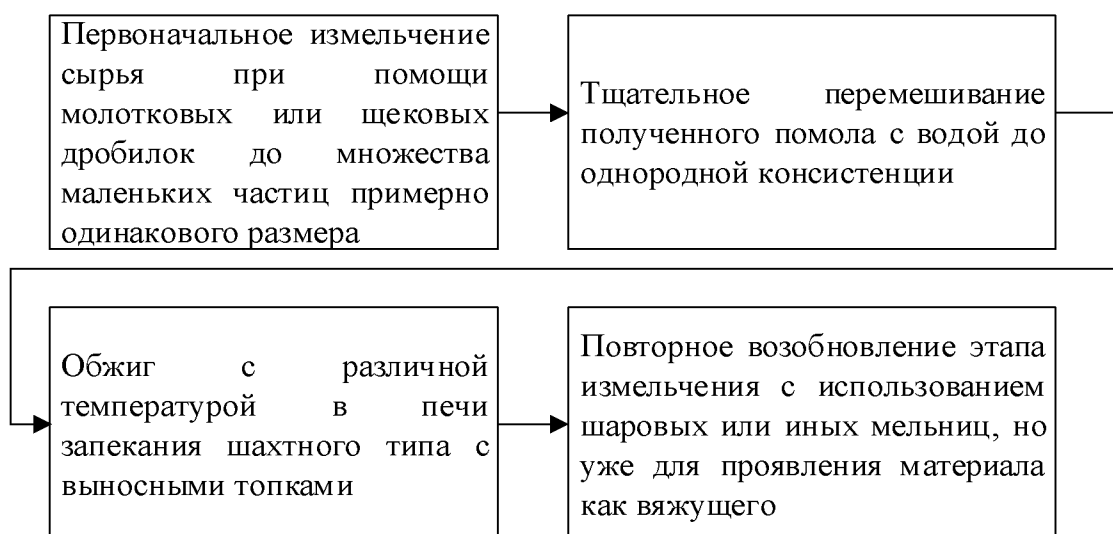 Первоначальное измельчение
сырья при помощи
молотковых или щековых
дробилок до множества
маленьких частиц примерно
одинакового размера
Тщательное перемешивание
полученного помола с водой до
однородной консистенции
Обжиг с различной
температурой в печи
запекания шахтного типа с
выносными топками
Повторное возобновление этапа
измельчения с использованием
шаровых или иных мельниц, но
уже для проявления материала
как вяжущего